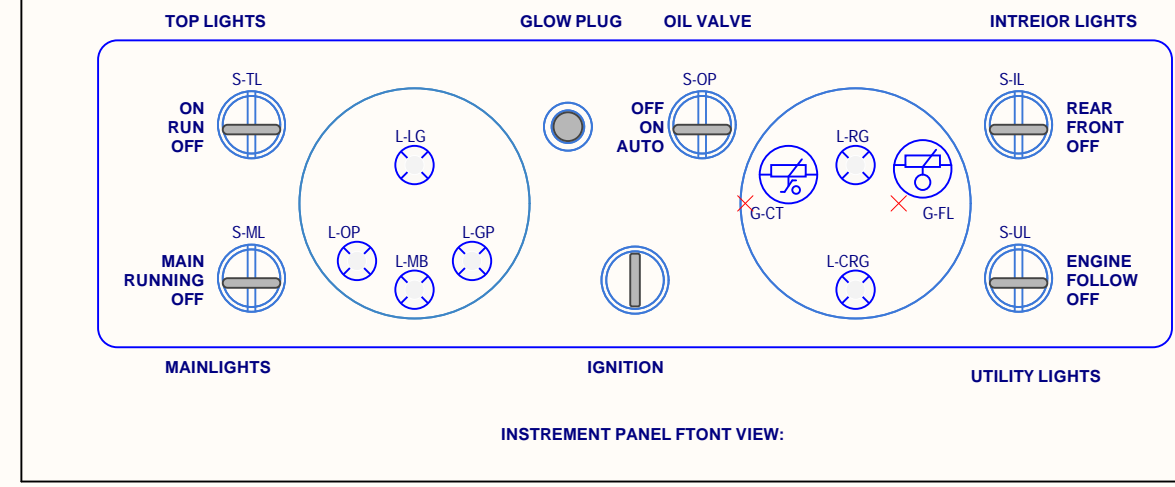 TOP LIGHTS
GLOW PLUG
OIL VALVE
INTREIOR LIGHTS
S-TL
ON
RUN
OFF
L-LG
S-OP
OFF
ON
AUTO
L-RG
S-IL
REAR
FRONT
OFF
G-CT
G-FL
S-ML
MAIN
RUNNING
OFF
L-OP
L-MB
L-GP
L-CRG
S-UL
ENGINE
FOLLOW
OFF
MAINLIGHTS
IGNITION
UTILITY LIGHTS
INSTREMENT PANEL FTONT VIEW: